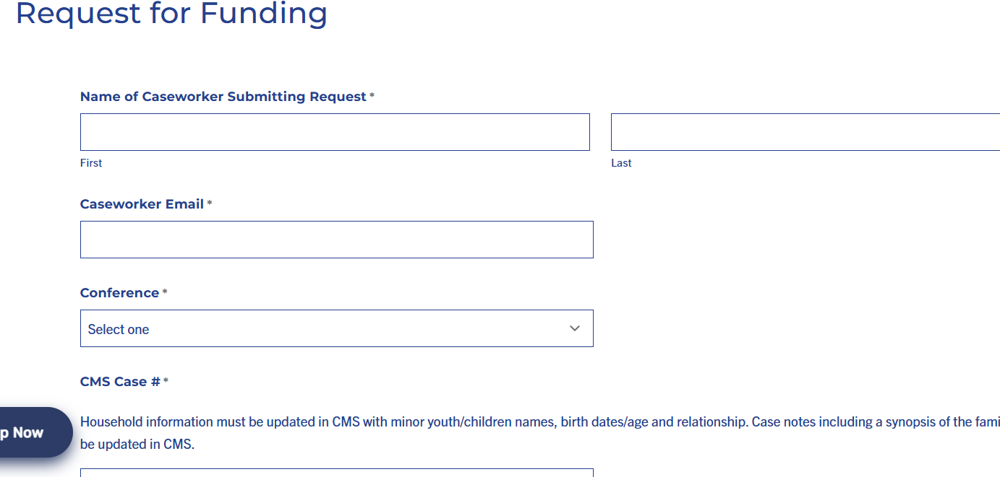 Request for Funding
Name of Caseworker Submitting Request *
First
Last
Caseworker Email *
Conference *
Select one
CMS Case # *
Household information must be updated in CMS with minor youth/children names, birth dates/age and relationship. Case notes including a synopsis of the fami
be updated in CMS.
p Now